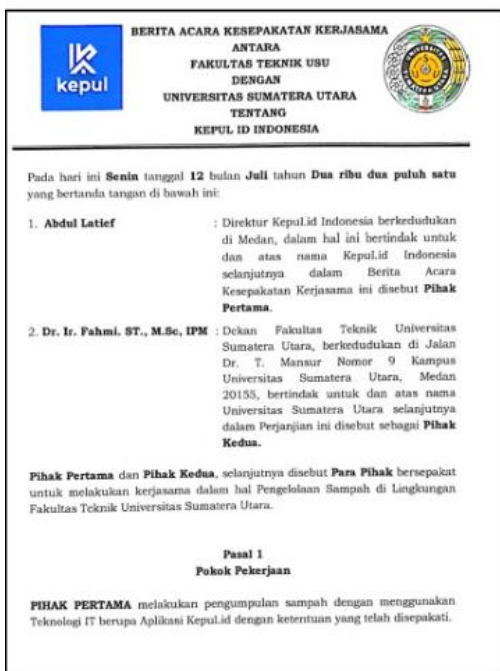 kepul
BERITA ACARA KESEPAKATAN KERJASAMA
ANTARA
FAKULTAS TEKNIK USU
DENGAN
UNIVERSITAS SUMATERA UTARA
TENTANG
KEPUL ID INDONESIA
Pada hari ini Senin tanggal 12 bulan Juli tahun Dua ribu dua puluh satu
yang bertanda tangan di bawah ini:
1. Abdul Latief : Direktur Kepul.id Indonesia berkedudukan
di Medan, dalam hal ini bertindak untuk
dan atas nama Kepul.id Indonesia
selanjutnya dalam Berita Acara
Kesepakatan Kerjasama ini disebut Pihak
Pertama.
2. Dr. Ir. Fahmi. ST., M.Sc, IPM : Dekan Fakultas Teknik Universitas
Sumatera Utara, berkedudukan di Jalan
Dr. T. Mansur Nomor 9 Kampus
Universitas Sumatera Utara, Medan
20155, bertindak untuk dan atas nama
Universitas Sumatera Utara selanjutnya
dalam Perjanjian ini disebut sebagai Pihak
Kedua.
Pihak Pertama dan Pihak Kedua, selanjutnya disebut Para Pihak bersepakat
untuk melakukan kerjasama dalam hal Pengelolaan Sampah di Lingkungan
Fakultas Teknik Universitas Sumatera Utara.
Pasal 1
Pokok Pekerjaan
PIHAK PERTAMA melakukan pengumpulan sampah dengan menggunakan
Teknologi IT berupa Aplikasi Kepul.id dengan ketentuan yang telah disepakati.